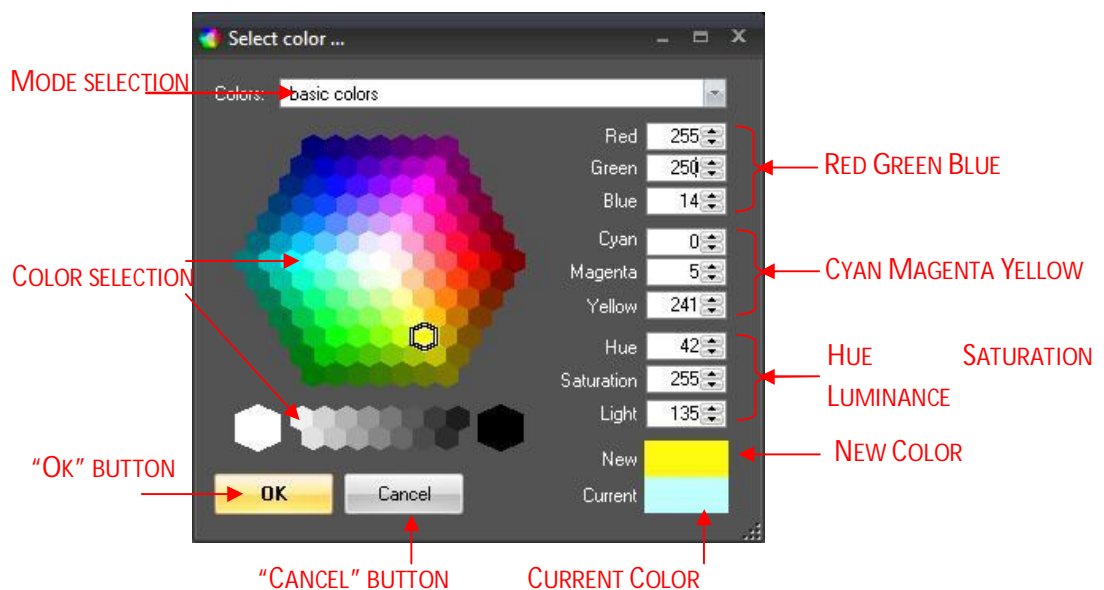 Select color ...
MODE SELECTION
Colors: basic colors
Red 255
Green 250
RED GREEN BLUE
Blue 14
Cyan 0
COLOR SELECTION
Magenta 5
CYAN MAGENTA YELLOW
Yellow 241
Hue 42
HUE SATURATION
Saturation 255
LUMINANCE
Light 135
New
NEW COLOR
"OK" BUTTON
OK
Cancel
Current
"CANCEL" BUTTON
CURRENT COLOR